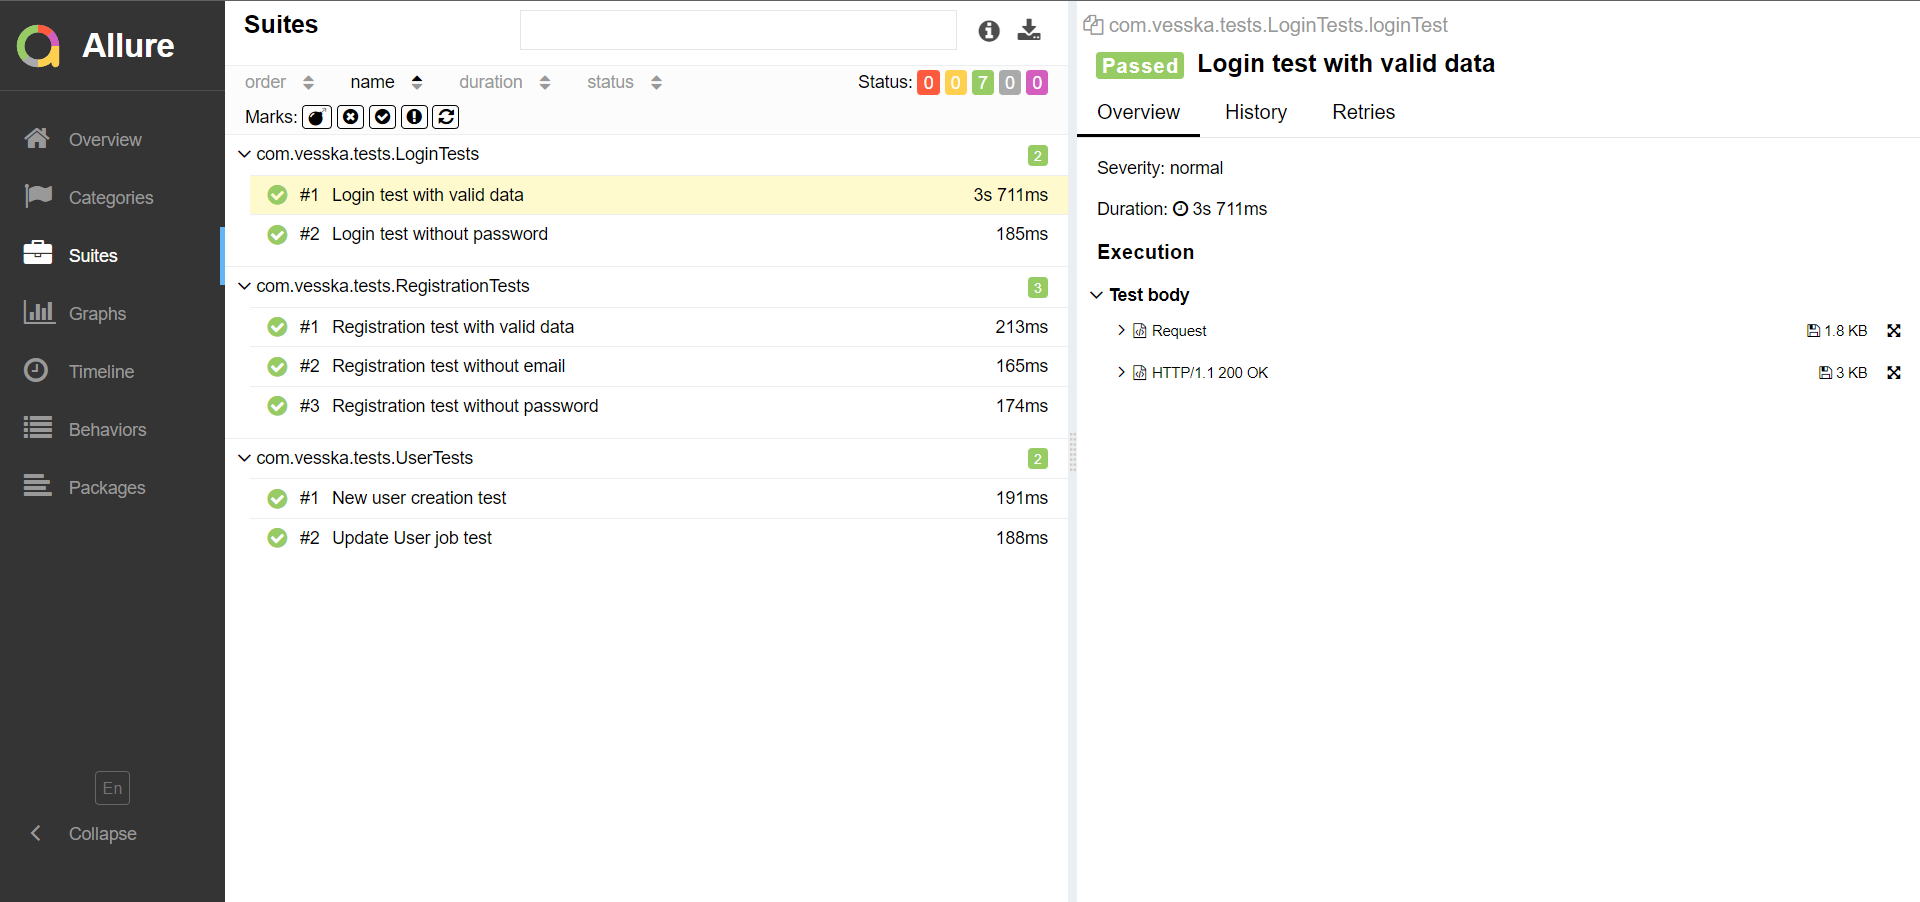 Allure
Overview
Categories
Suites
Graphs
Timeline
Behaviors
Packages
En
Collapse
Suites
order name duration status Status: 0 0 7 0 0
Marks:
com.vesska.tests.LoginTests 2
#1 Login test with valid data 3s 711ms
#2 Login test without password 185ms
com.vesska.tests.RegistrationTests 3
#1 Registration test with valid data 213ms
#2 Registration test without email 165ms
#3 Registration test without password 174ms
com.vesska.tests.UserTests 2
#1 New user creation test 191ms
#2 Update User job test 188ms
com.vesska.tests.LoginTests.loginTest
Passed Login test with valid data
Overview History Retries
Severity: normal
Duration: 3s 711ms
Execution
Test body
Request 1.8 KB
HTTP/1.1 200 OK 3 KB